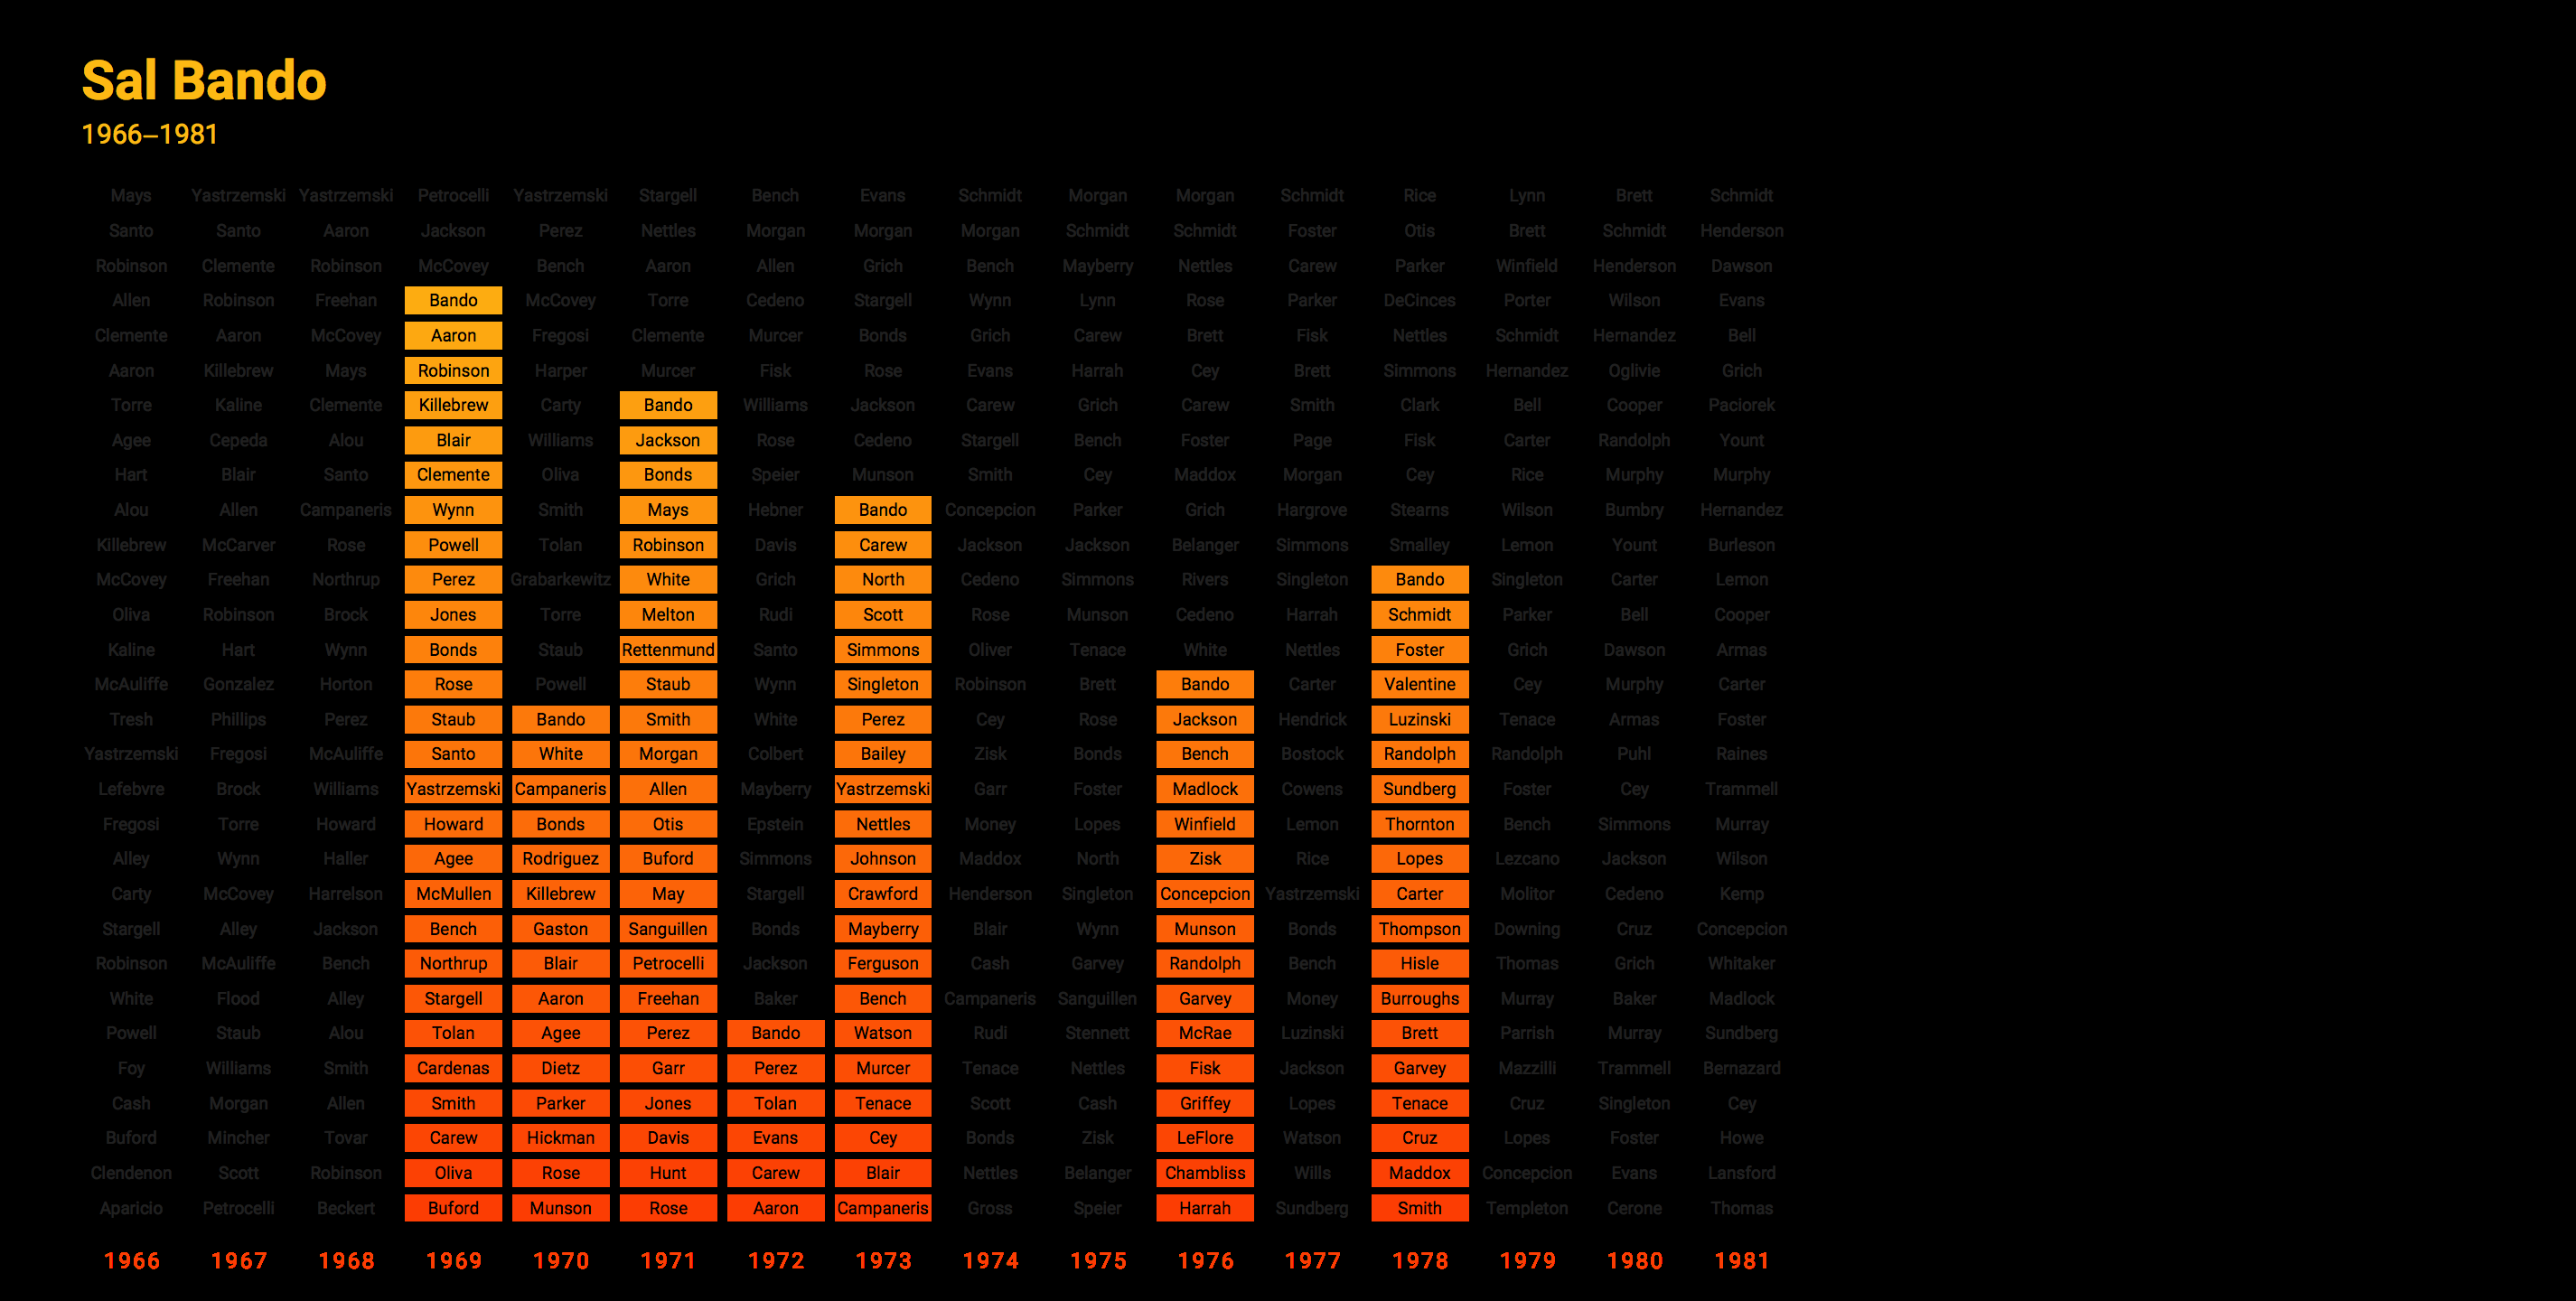 Sal Bando
1966–1981
Mays Yastrzemski Yastrzemski Petrocelli Yastrzemski Stargell Bench Evans Schmidt Morgan Morgan Schmidt Rice Lynn Brett Schmidt
Santo Santo Aaron Jackson Perez Nettles Morgan Morgan Morgan Schmidt Schmidt Foster Otis Brett Schmidt Henderson
Robinson Clemente Robinson McCovey Bench Aaron Allen Grich Bench Mayberry Nettles Carew Parker Winfield Henderson Dawson
Allen Robinson Freehan Bando McCovey Torre Cedeno Stargell Wynn Lynn Rose Parker DeCinces Porter Wilson Evans
Clemente Aaron McCovey Aaron Fregosi Clemente Murcer Bonds Grich Carew Brett Fisk Nettles Schmidt Hernandez Bell
Aaron Killebrew Mays Robinson Harper Murcer Fisk Rose Evans Harrah Cey Brett Simmons Hernandez Oglivie Grich
Torre Kaline Clemente Killebrew Carty Bando Williams Jackson Carew Grich Carew Smith Clark Bell Cooper Paciorek
Agee Cepeda Alou Blair Williams Jackson Rose Cedeno Stargell Bench Foster Page Fisk Carter Randolph Yount
Hart Blair Santo Clemente Oliva Bonds Speier Munson Smith Cey Maddox Morgan Cey Rice Murphy Murphy
Alou Allen Campaneris Wynn Smith Mays Hebner Bando Concepcion Parker Grich Hargrove Stearns Wilson Bumbry Hernandez
Killebrew McCarver Rose Powell Tolan Robinson Davis Carew Jackson Jackson Belanger Simmons Smalley Lemon Yount Burleson
McCovey Freehan Northrup Perez Grabarkewitz White Grich North Cedeno Simmons Rivers Singleton Bando Singleton Carter Lemon
Oliva Robinson Brock Jones Torre Melton Rudi Scott Rose Munson Cedeno Harrah Schmidt Parker Bell Cooper
Kaline Hart Wynn Bonds Staub Rettenmund Santo Simmons Oliver Tenace White Nettles Foster Grich Dawson Armas
McAuliffe Gonzalez Horton Rose Powell Staub Wynn Singleton Robinson Brett Bando Carter Valentine Cey Murphy Carter
Tresh Phillips Perez Staub Bando Smith White Perez Cey Rose Jackson Hendrick Luzinski Tenace Armas Foster
Yastrzemski Fregosi McAuliffe Santo White Morgan Colbert Bailey Zisk Bonds Bench Bostock Randolph Randolph Puhl Raines
Lefebvre Brock Williams Yastrzemski Campaneris Allen Mayberry Yastrzemski Garr Foster Madlock Cowens Sundberg Foster Cey Trammell
Fregosi Torre Howard Howard Bonds Otis Epstein Nettles Money Lopes Winfield Lemon Thornton Bench Simmons Murray
Alley Wynn Haller Agee Rodriguez Buford Simmons Johnson Maddox North Zisk Rice Lopes Lezcano Jackson Wilson
Carty McCovey Harrelson McMullen Killebrew May Stargell Crawford Henderson Singleton Concepcion Yastrzemski Carter Molitor Cedeno Kemp
Stargell Alley Jackson Bench Gaston Sanguillen Bonds Mayberry Blair Wynn Munson Bonds Thompson Downing Cruz Concepcion
Robinson McAuliffe Bench Northrup Blair Petrocelli Jackson Ferguson Cash Garvey Randolph Bench Hisle Thomas Grich Whitaker
White Flood Alley Stargell Aaron Freehan Baker Bench Campaneris Sanguillen Garvey Money Burroughs Murray Baker Madlock
Powell Staub Alou Tolan Agee Perez Bando Watson Rudi Stennett McRae Luzinski Brett Parrish Murray Sundberg
Foy Williams Smith Cardenas Dietz Garr Perez Murcer Tenace Nettles Fisk Jackson Garvey Mazzilli Trammell Bernazard
Cash Morgan Allen Smith Parker Jones Tolan Tenace Scott Cash Griffey Lopes Tenace Cruz Singleton Cey
Buford Mincher Tovar Carew Hickman Davis Evans Cey Bonds Zisk LeFlore Watson Cruz Lopes Foster Howe
Clendenon Scott Robinson Oliva Rose Hunt Carew Blair Nettles Belanger Chambliss Wills Maddox Concepcion Evans Lansford
Aparicio Petrocelli Beckert Buford Munson Rose Aaron Campaneris Gross Speier Harrah Sundberg Smith Templeton Cerone Thomas
1966 1967 1968 1969 1970 1971 1972 1973 1974 1975 1976 1977 1978 1979 1980 1981